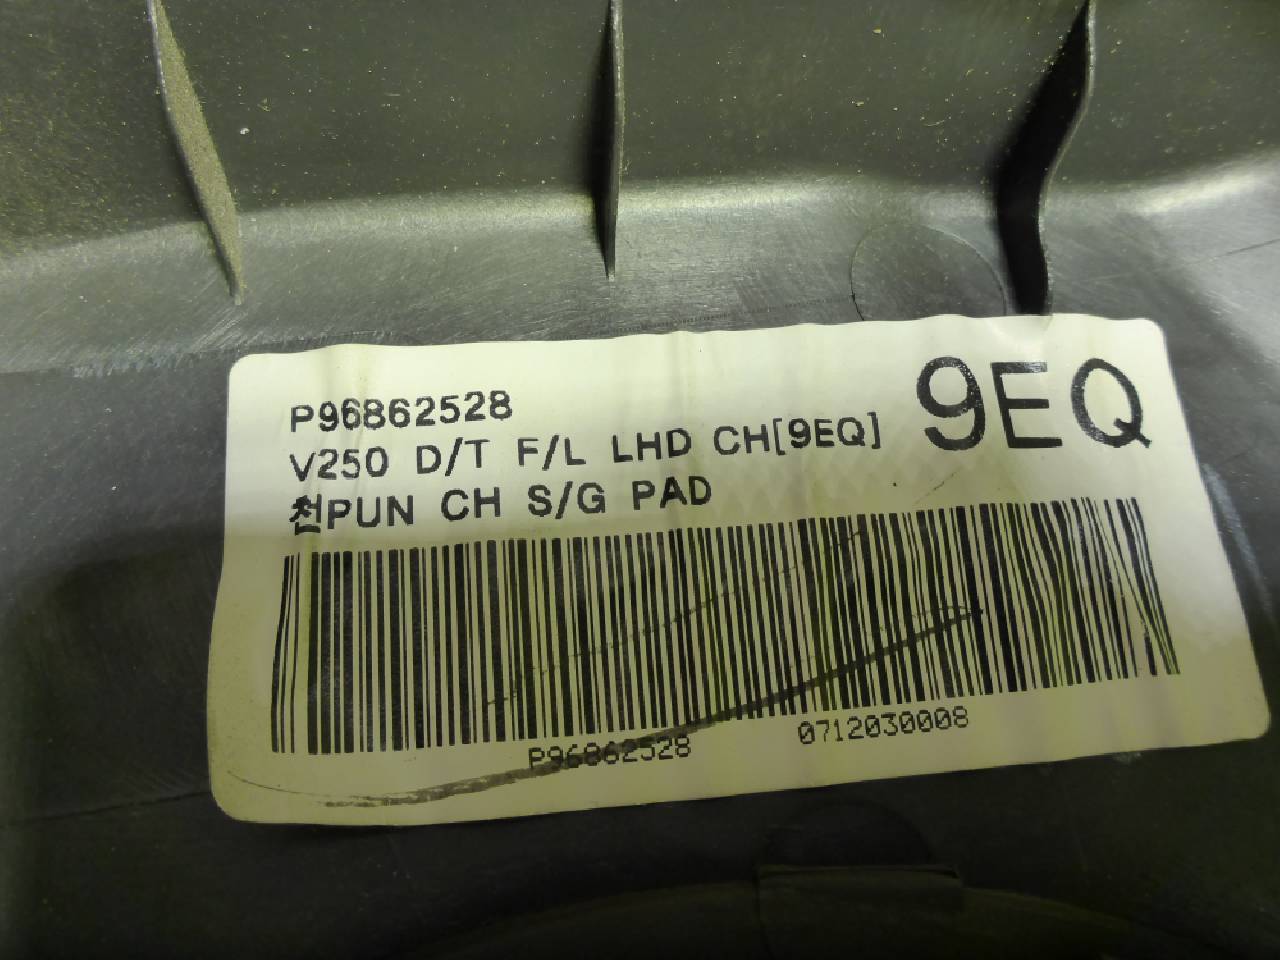 P96862528
9EQ
V250 D/T F/L LHD CH[9EQ]
천PUN CH S/G PAD
P96862528
0712030008